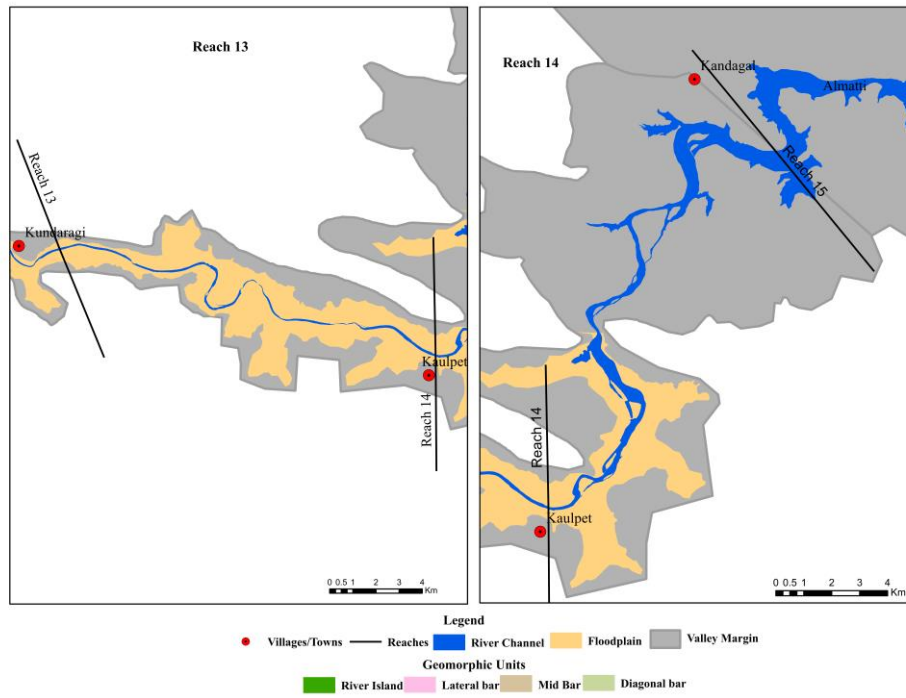 Reach 13
Reach 13
Kundaragi
Kaulpet
Reach 14
0 0.5 1 2 3 4
Km
Reach 14
Kandagal
Almatti
Reach 15
Reach 14
Kaulpet
0 0.5 1 2 3 4
Km
Legend
Villages/Towns Reaches River Channel Floodplain Valley Margin
Geomorphic Units
River Island Lateral bar Mid Bar Diagonal bar